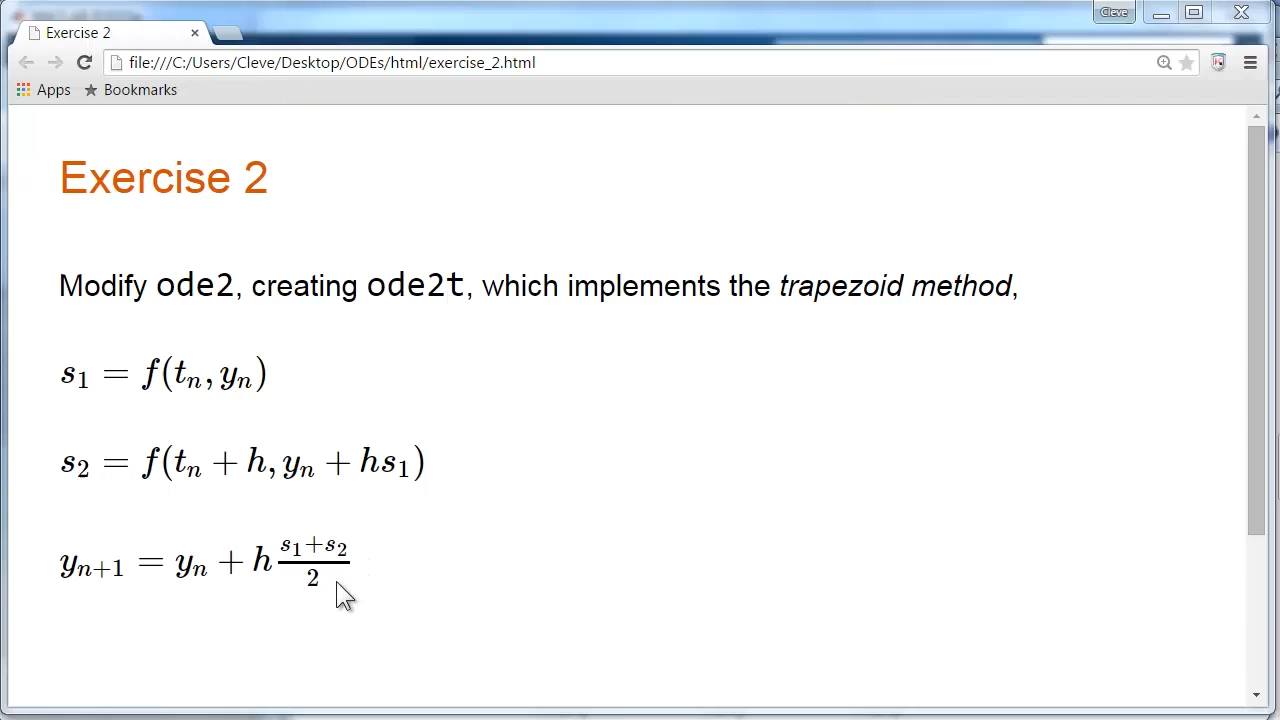 Cleve
Exercise 2
file:///C:/Users/Cleve/Desktop/ODEs/html/exercise_2.html
Apps Bookmarks
Exercise 2
Modify ode2, creating ode2t, which implements the trapezoid method,
s₁ = f(tₙ, yₙ)
s₂ = f(tₙ + h, yₙ + hs₁)
yₙ₊₁ = yₙ + h (s₁+s₂)/2